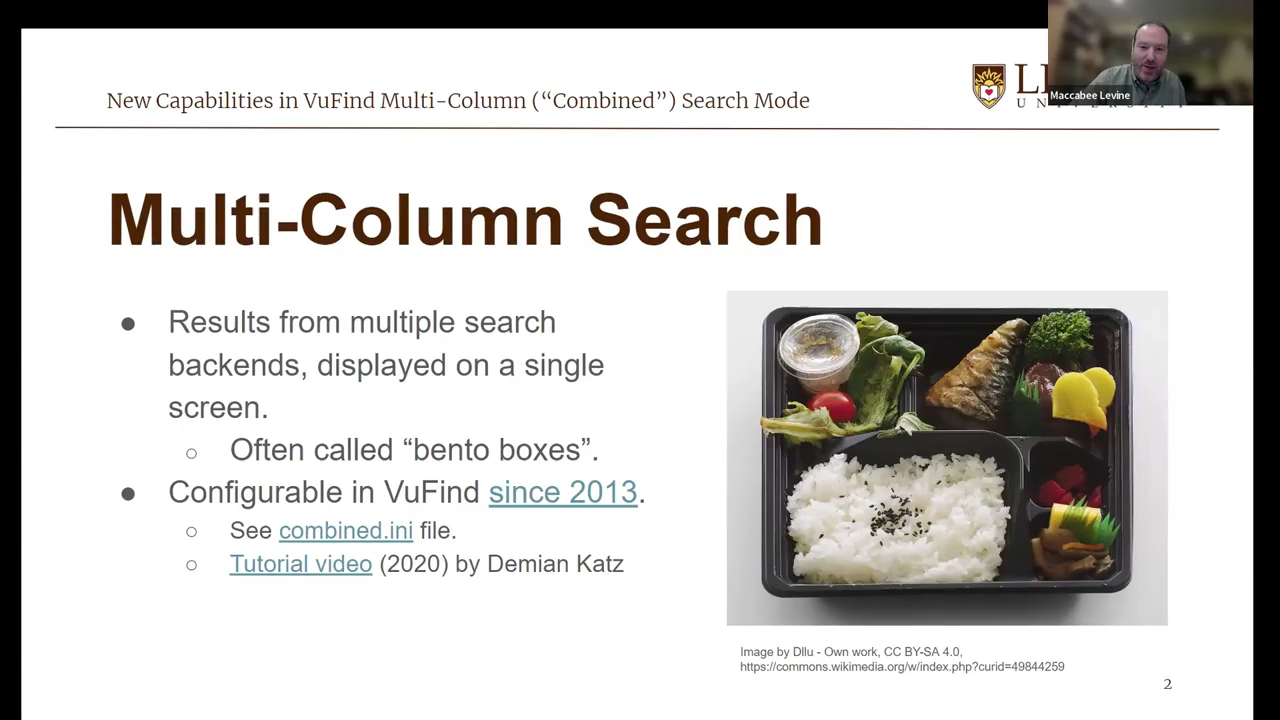 New Capabilities in VuFind Multi-Column (“Combined”) Search Mode
Maccabee Levine
Multi-Column Search
● Results from multiple search
backends, displayed on a single
screen.
○ Often called “bento boxes”.
● Configurable in VuFind since 2013.
○ See combined.ini file.
○ Tutorial video (2020) by Demian Katz
Image by Dllu - Own work, CC BY-SA 4.0,
https://commons.wikimedia.org/w/index.php?curid=49844259
2